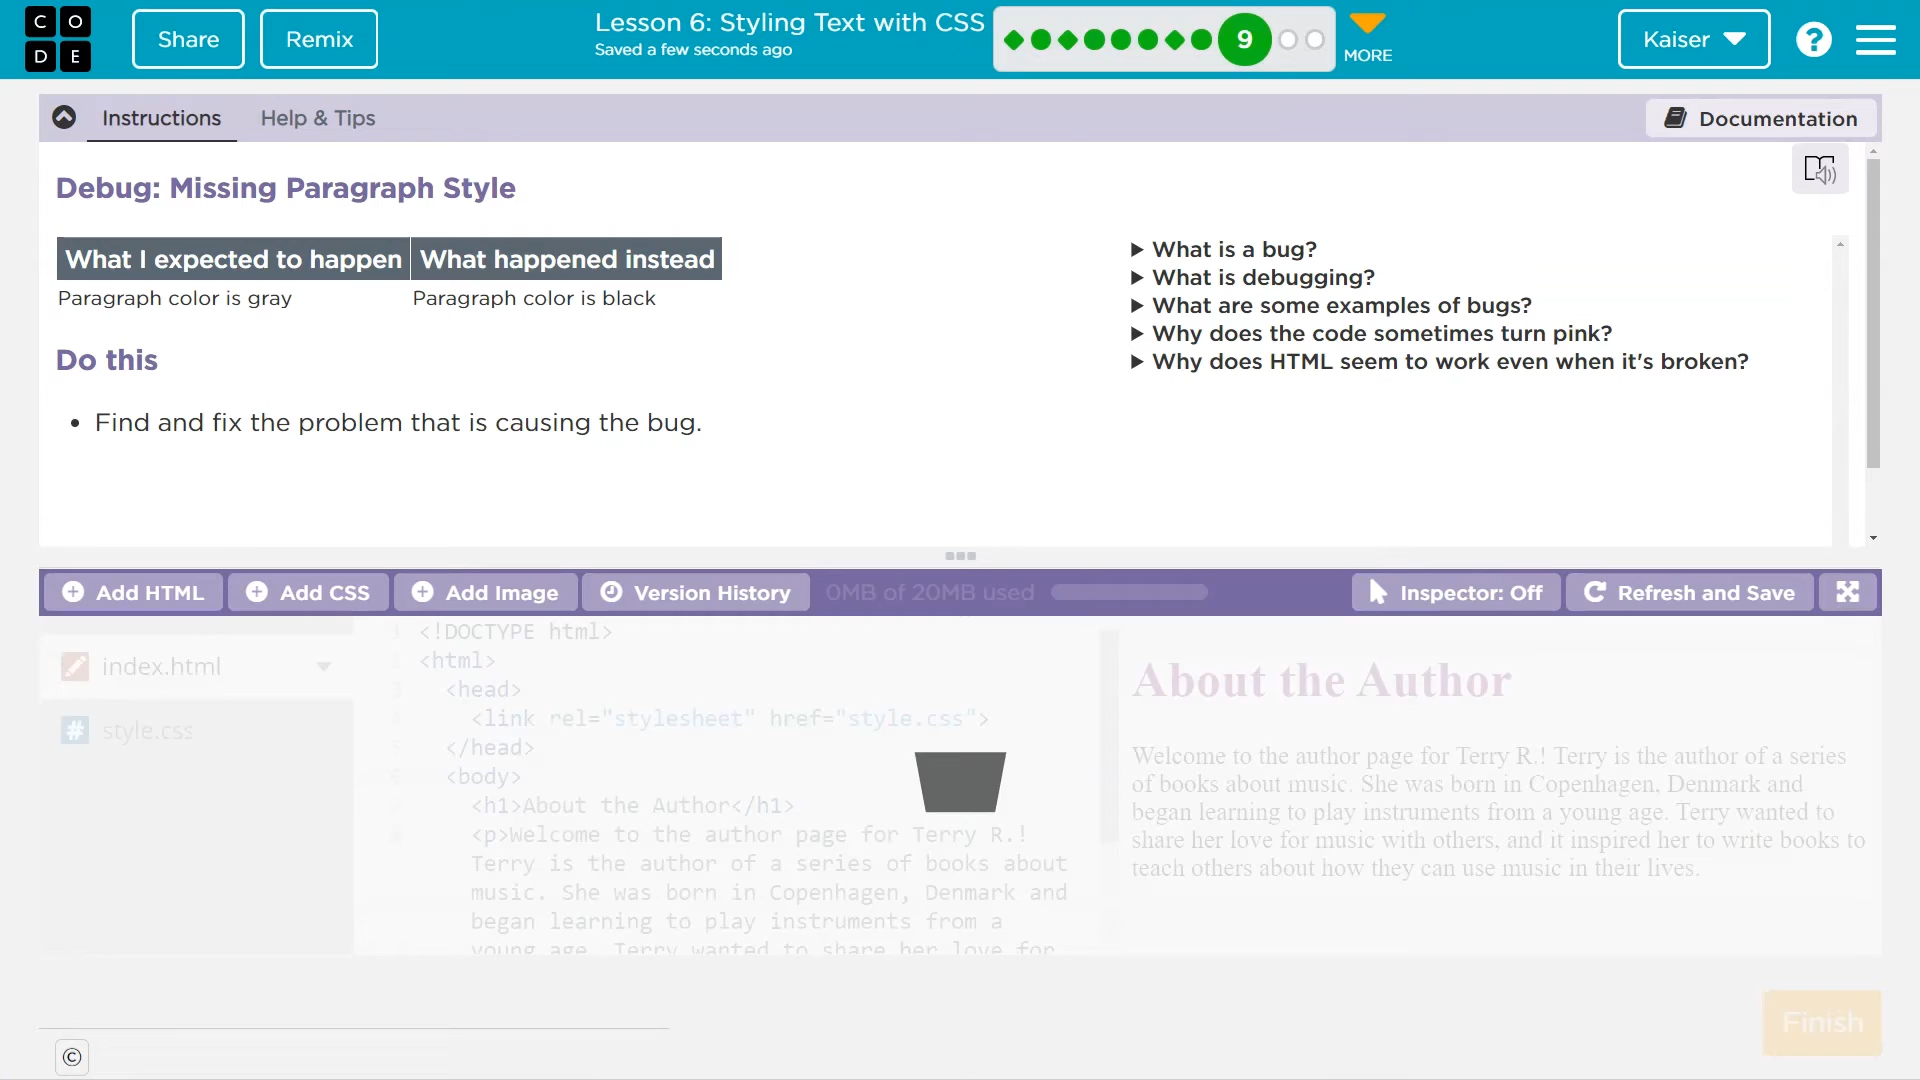 CODE
Share
Remix
Lesson 6: Styling Text with CSS
Saved a few seconds ago
9
MORE
Kaiser
?
Instructions
Help & Tips
Documentation
Debug: Missing Paragraph Style
What I expected to happen What happened instead
Paragraph color is gray Paragraph color is black
Do this
• Find and fix the problem that is causing the bug.
What is a bug?
What is debugging?
What are some examples of bugs?
Why does the code sometimes turn pink?
Why does HTML seem to work even when it's broken?
Add HTML
Add CSS
Add Image
Version History
0MB of 20MB used
Inspector: Off
Refresh and Save
index.html
# style.css
<!DOCTYPE html>
<html>
<head>
<link rel="stylesheet" href="style.css">
</head>
<body>
<h1>About the Author</h1>
<p>Welcome to the author page for Terry R.!
Terry is the author of a series of books about
music. She was born in Copenhagen, Denmark and
began learning to play instruments from a
young age. Terry wanted to share her love for
About the Author
Welcome to the author page for Terry R.! Terry is the author of a series
of books about music. She was born in Copenhagen, Denmark and
began learning to play instruments from a young age. Terry wanted to
share her love for music with others, and it inspired her to write books to
teach others about how they can use music in their lives.
Finish
©